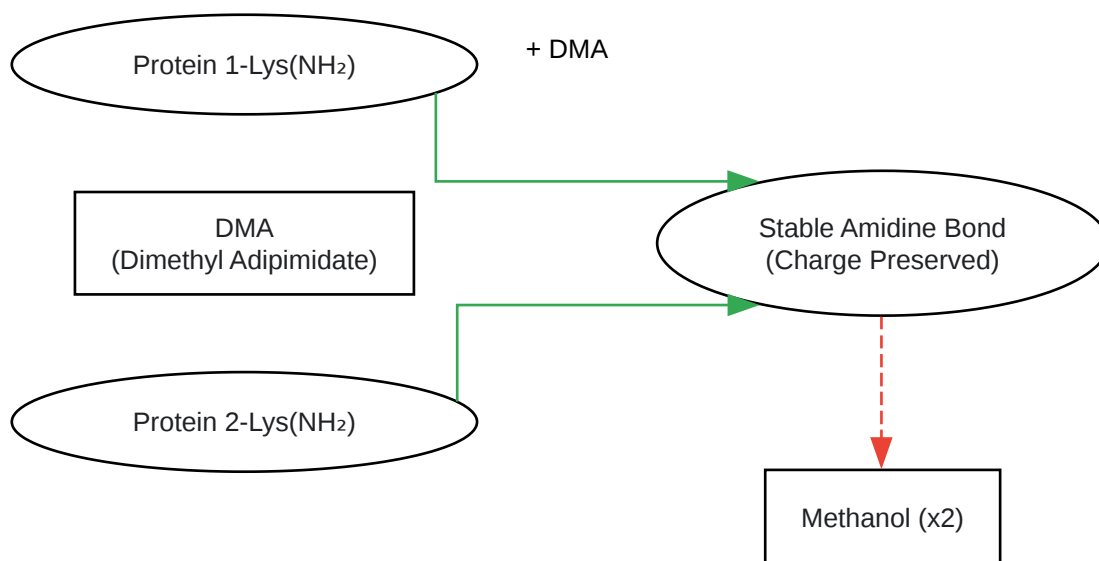 Protein 1-Lys(NH₂)
+ DMA
DMA
(Dimethyl Adipimidate)
Stable Amidine Bond
(Charge Preserved)
Protein 2-Lys(NH₂)
Methanol (x2)